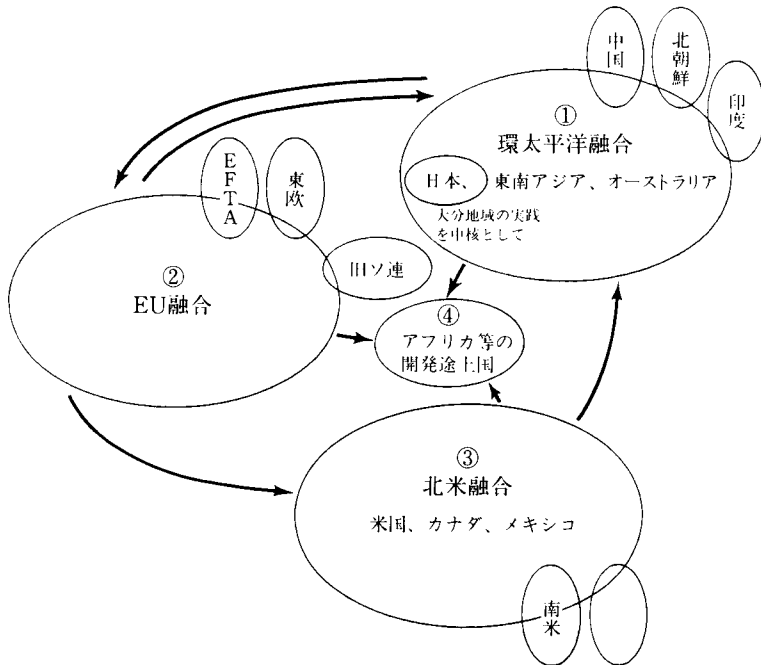 中国
北朝鮮
印度
①
環太平洋融合
日本、東南アジア、オーストラリア
大分地域の実践
を中核として
EFTA
東欧
旧ソ連
②
EU融合
④
アフリカ等の
開発途上国
③
北米融合
米国、カナダ、メキシコ
南米